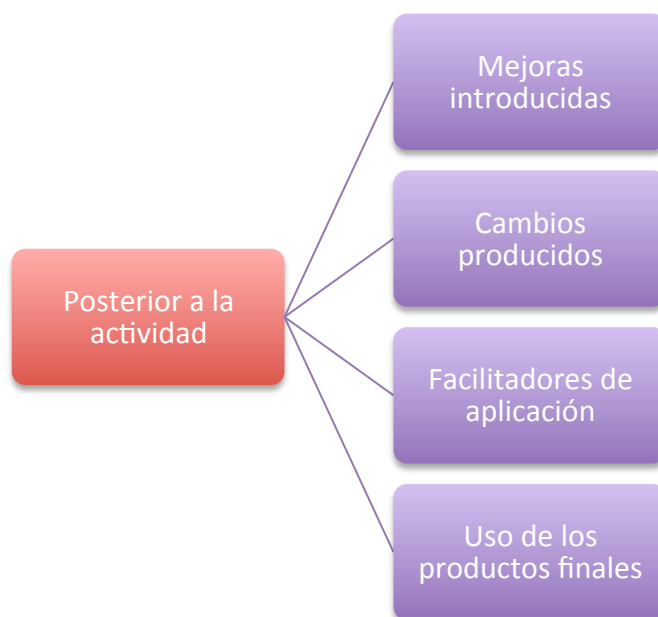 Mejoras
introducidas
Cambios
producidos
Posterior a la
actividad
Facilitadores de
aplicación
Uso de los
productos finales